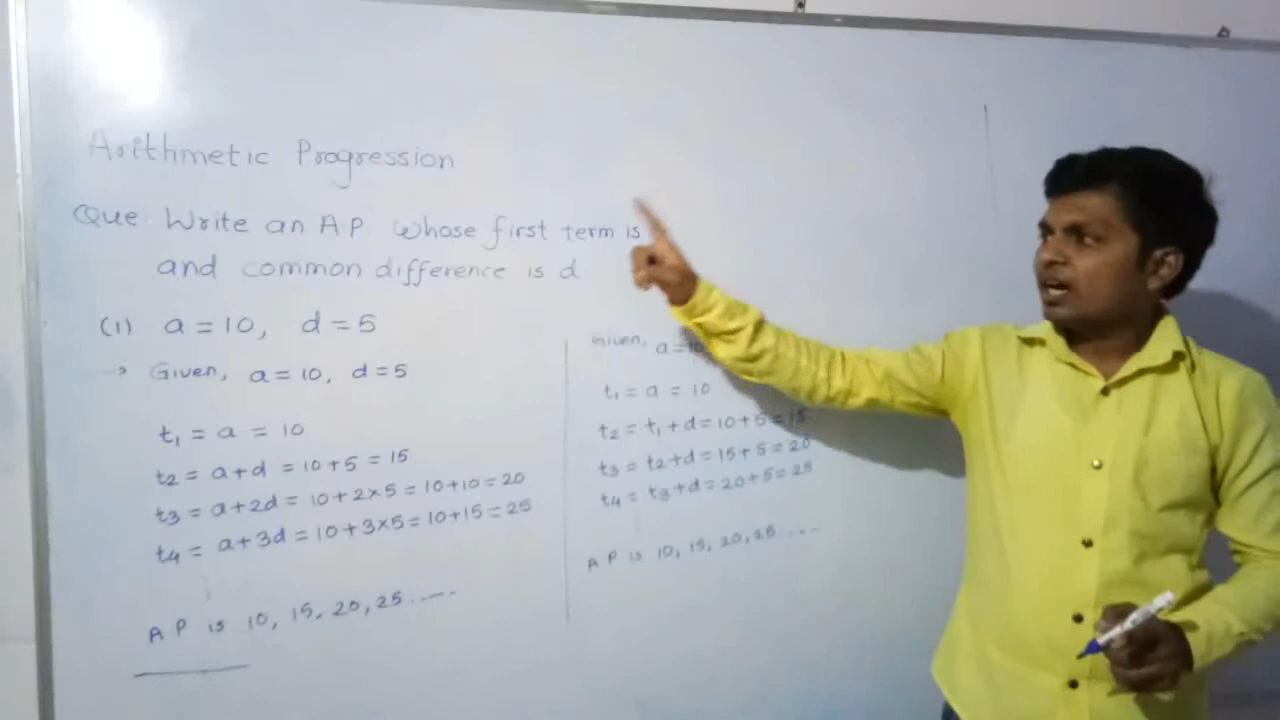 Arithmetic Progression
Que. Write an A P whose first term is
and common difference is d
(1) a = 10, d = 5
Given, a = 10, d = 5
t₁ = a = 10
t2 = a+d = 10+5 = 15
t3 = a+2d = 10+2×5 = 10+10 = 20
t4 = a+3d = 10+3×5 = 10+15 = 25
A P is 10, 15, 20, 25 .....
Given, a =
t₁ = a = 10
t2 = t₁+d = 10+5 = 15
t3 = t2+d = 15+5 = 20
t4 = t3+d = 20+5 = 25
A P is 10, 15, 20, 25 ....